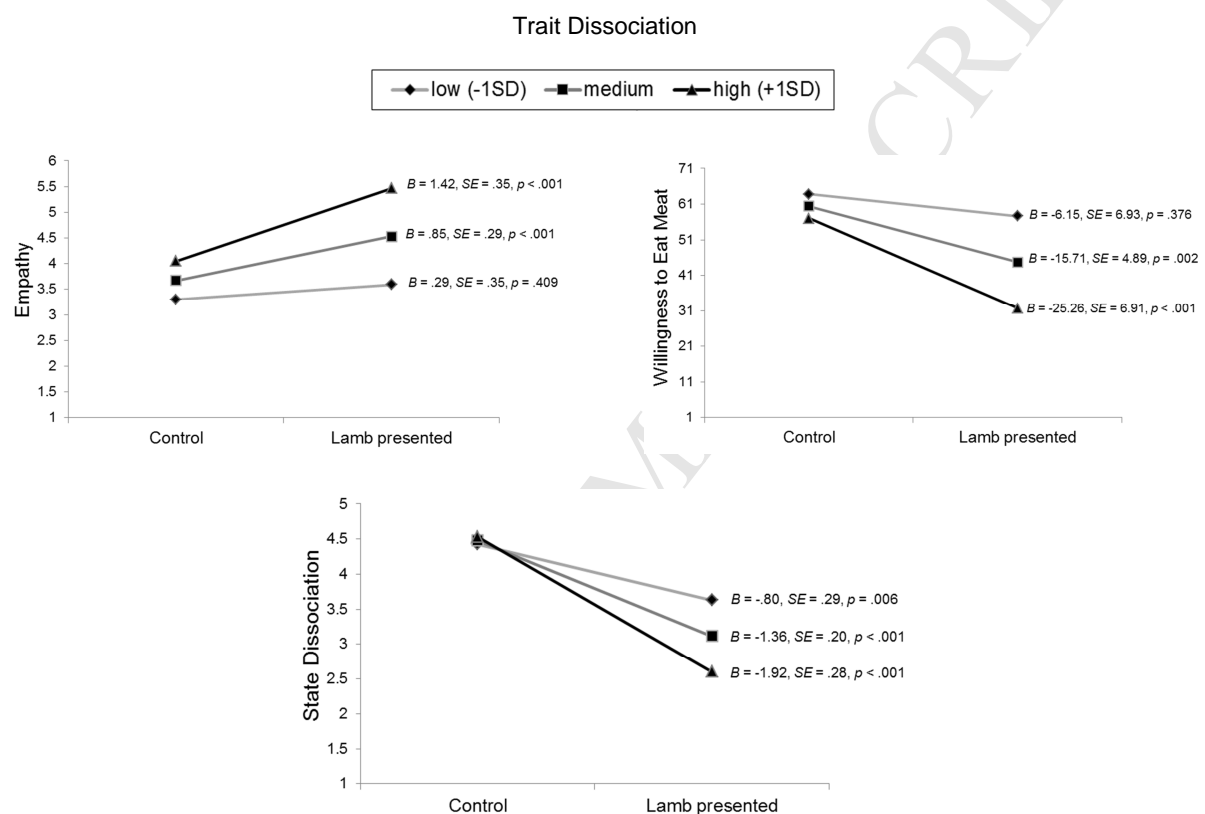 Trait Dissociation
low (-1SD) medium high (+1SD)
Empathy
6
5.5
5
4.5
4
3.5
3
2.5
2
1.5
1
B = 1.42, SE = .35, p < .001
B = .85, SE = .29, p < .001
B = .29, SE = .35, p = .409
Control Lamb presented
Willingness to Eat Meat
71
61
51
41
31
21
11
1
B = -6.15, SE = 6.93, p = .376
B = -15.71, SE = 4.89, p = .002
B = -25.26, SE = 6.91, p < .001
Control Lamb presented
State Dissociation
5
4.5
4
3.5
3
2.5
2
1.5
1
B = -.80, SE = .29, p = .006
B = -1.36, SE = .20, p < .001
B = -1.92, SE = .28, p < .001
Control Lamb presented